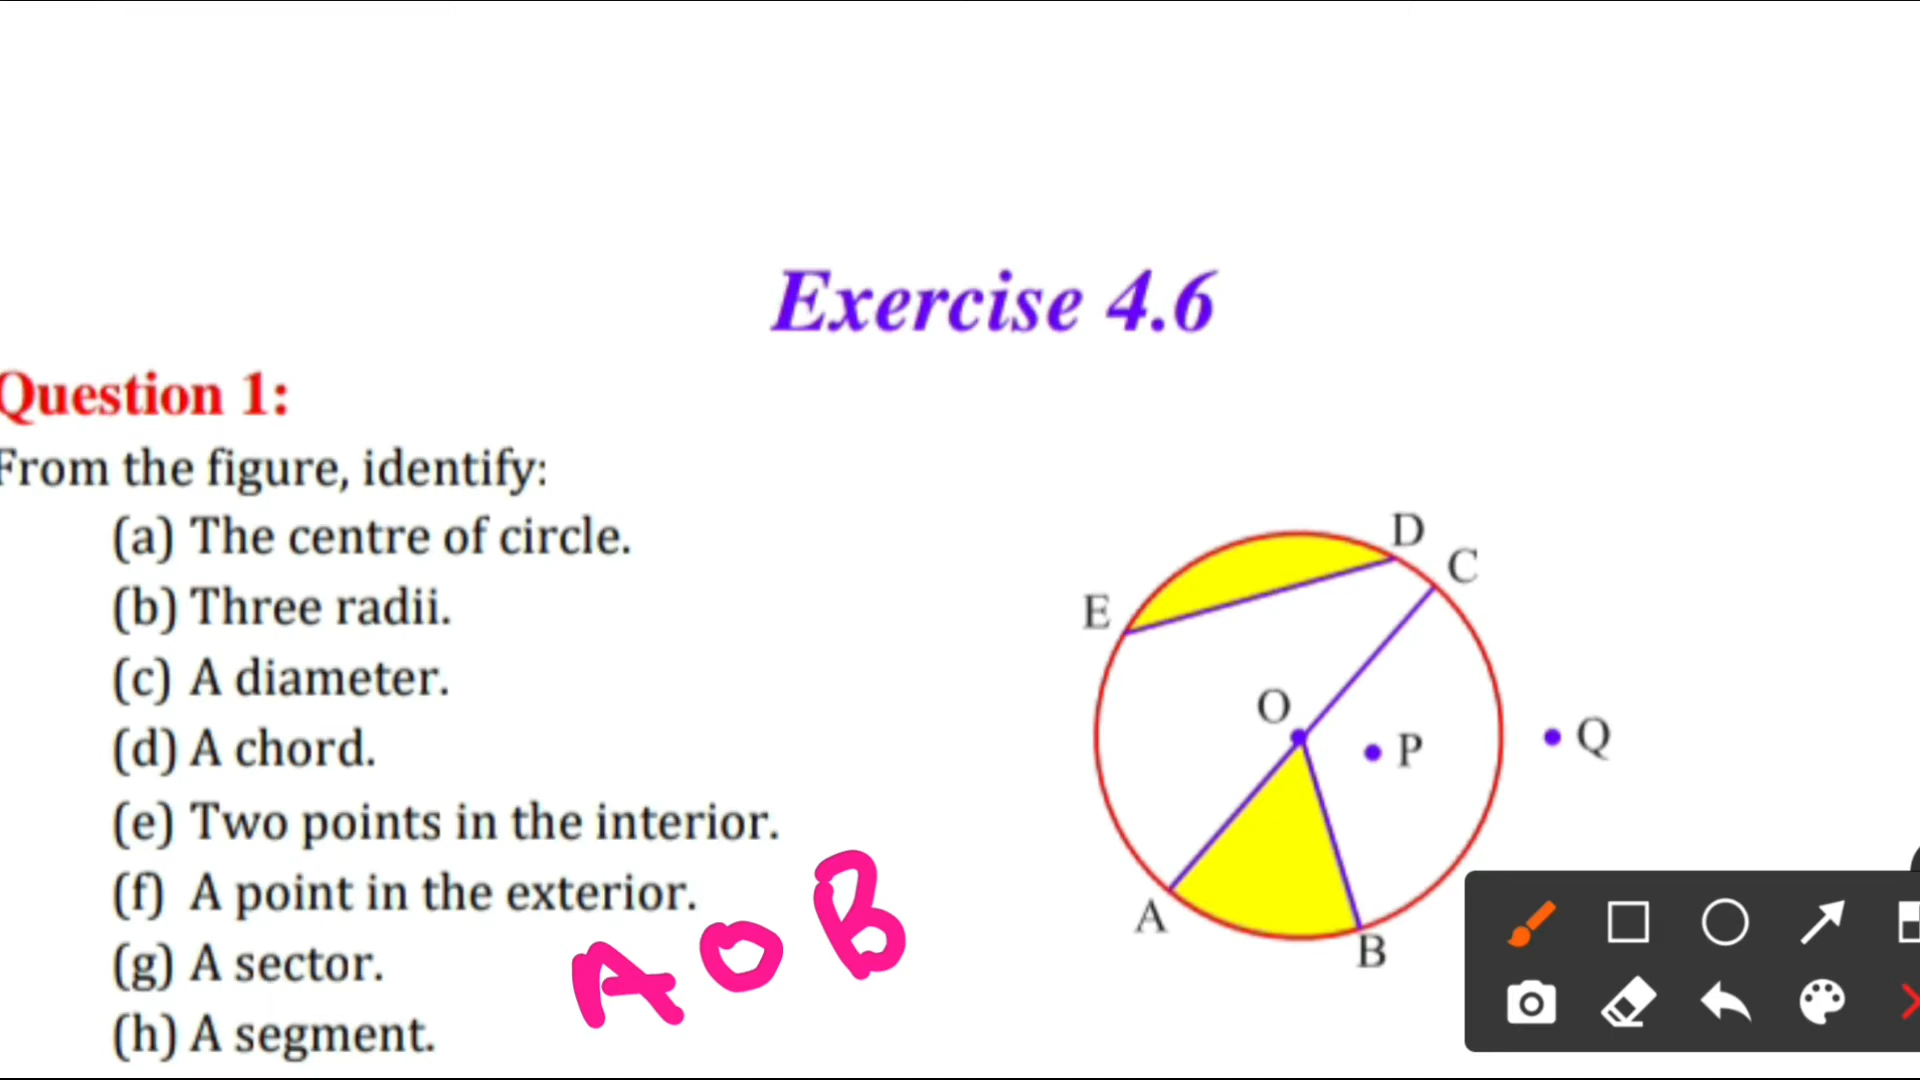 Exercise 4.6
Question 1:
From the figure, identify:
(a) The centre of circle.
(b) Three radii.
(c) A diameter.
(d) A chord.
(e) Two points in the interior.
(f) A point in the exterior.
(g) A sector.
(h) A segment.
A O B
D
C
E
O
P
Q
A
B